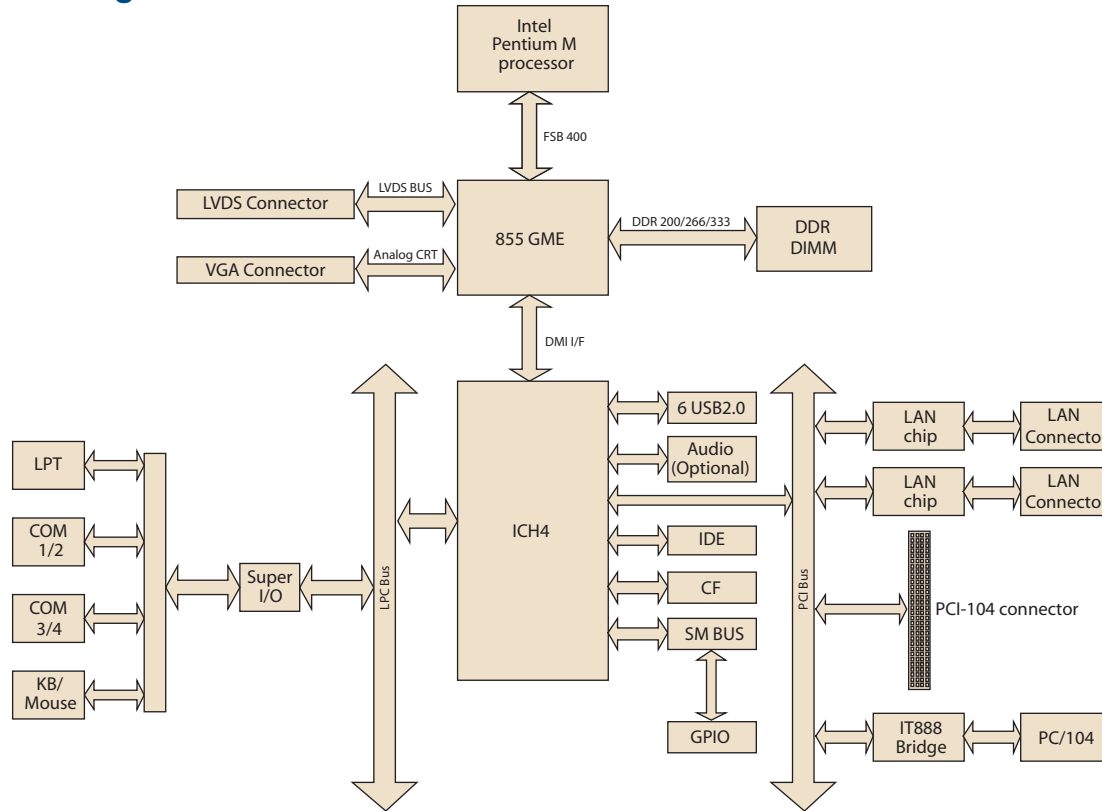 Intel
Pentium M
processor
FSB 400
LVDS BUS
LVDS Connector
855 GME
DDR 200/266/333
DDR
DIMM
Analog CRT
VGA Connector
DMI I/F
6 USB2.0
LAN
chip
LAN
Connecto
Audio
(Optional)
LPT
LAN
chip
LAN
Connecto
COM
1/2
ICH4
IDE
Super
I/O
LPC Bus
PCI Bus
CF
COM
3/4
PCI-104 connector
SM BUS
KB/
Mouse
GPIO
IT888
Bridge
PC/104